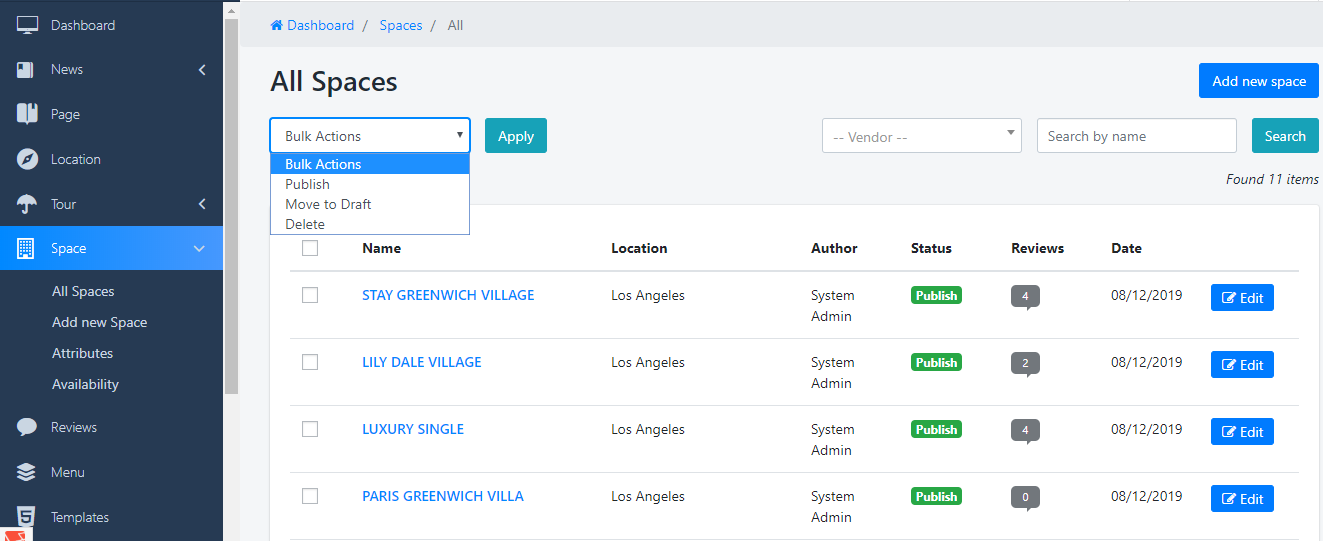 Dashboard
News
Page
Location
Tour
Space
All Spaces
Add new Space
Attributes
Availability
Reviews
Menu
Templates
Dashboard / Spaces / All
All Spaces
Add new space
Bulk Actions
Apply
-- Vendor --
Search by name
Search
Bulk Actions
Publish
Move to Draft
Delete
Found 11 items
Name Location Author Status Reviews Date
STAY GREENWICH VILLAGE Los Angeles System Publish 4 08/12/2019 Edit
Admin
LILY DALE VILLAGE Los Angeles System Publish 2 08/12/2019 Edit
Admin
LUXURY SINGLE Los Angeles System Publish 4 08/12/2019 Edit
Admin
PARIS GREENWICH VILLA Los Angeles System Publish 0 08/12/2019 Edit
Admin